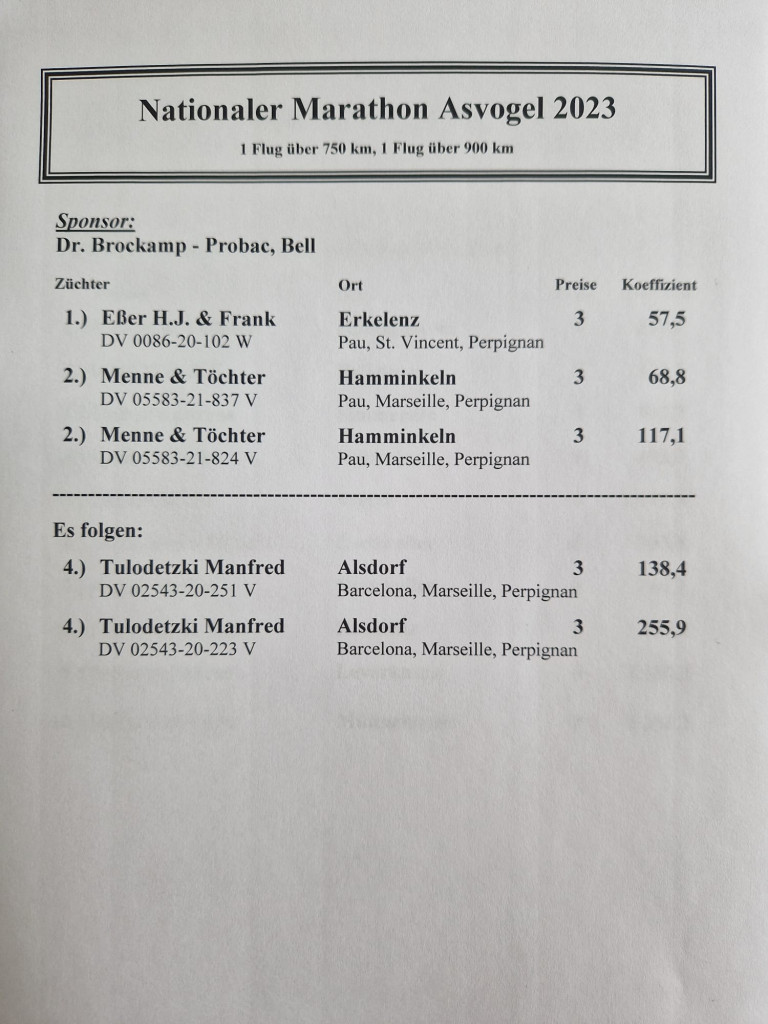 Nationaler Marathon Asvogel 2023
1 Flug über 750 km, 1 Flug über 900 km
Sponsor:
Dr. Brockamp - Probac, Bell
Züchter Ort Preise Koeffizient
1.) Eßer H.J. & Frank Erkelenz 3 57,5
DV 0086-20-102 W Pau, St. Vincent, Perpignan
2.) Menne & Töchter Hamminkeln 3 68,8
DV 05583-21-837 V Pau, Marseille, Perpignan
2.) Menne & Töchter Hamminkeln 3 117,1
DV 05583-21-824 V Pau, Marseille, Perpignan
Es folgen:
4.) Tulodetzki Manfred Alsdorf 3 138,4
DV 02543-20-251 V Barcelona, Marseille, Perpignan
4.) Tulodetzki Manfred Alsdorf 3 255,9
DV 02543-20-223 V Barcelona, Marseille, Perpignan